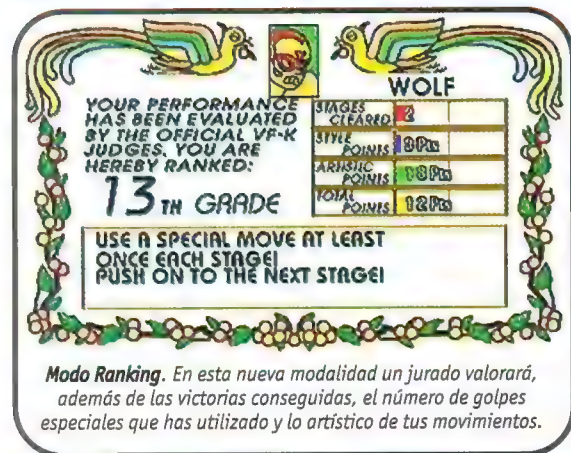 WOLF
YOUR PERFORMANCE
HAS BEEN EVALUATED
BY THE OFFICIAL VF-K
JUDGES. YOU ARE
HEREBY RANKED:
13TH GRADE
STAGES
CLEARED
2
STYLE
POINTS
ARTISTIC
POINTS
TOTAL
POINTS
12Pts
USE A SPECIAL MOVE AT LEAST
ONCE EACH STAGE!
PUSH ON TO THE NEXT STAGE!
Modo Ranking. En esta nueva modalidad un jurado valorará,
además de las victorias conseguidas, el número de golpes
especiales que has utilizado y lo artístico de tus movimientos.